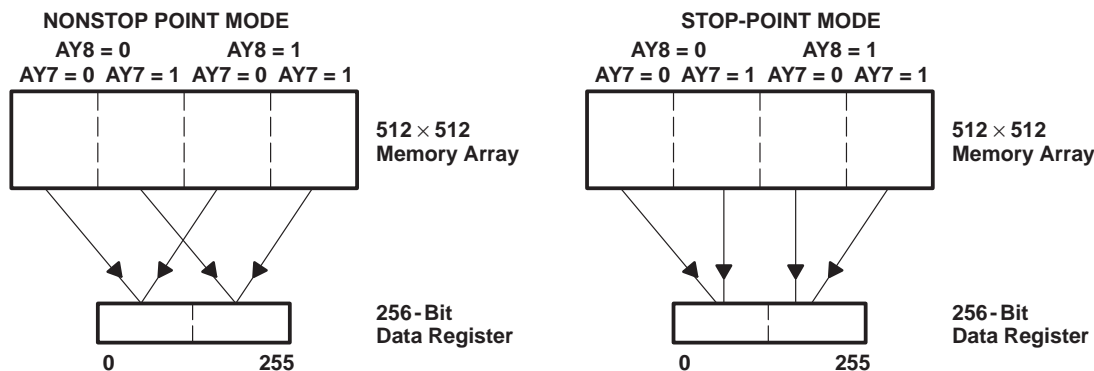 NONSTOP POINT MODE
AY8 = 0 AY8 = 1
AY7 = 0 AY7 = 1 AY7 = 0 AY7 = 1
512 × 512
Memory Array
256-Bit
Data Register
0 255
STOP-POINT MODE
AY8 = 0 AY8 = 1
AY7 = 0 AY7 = 1 AY7 = 0 AY7 = 1
512 × 512
Memory Array
256-Bit
Data Register
0 255